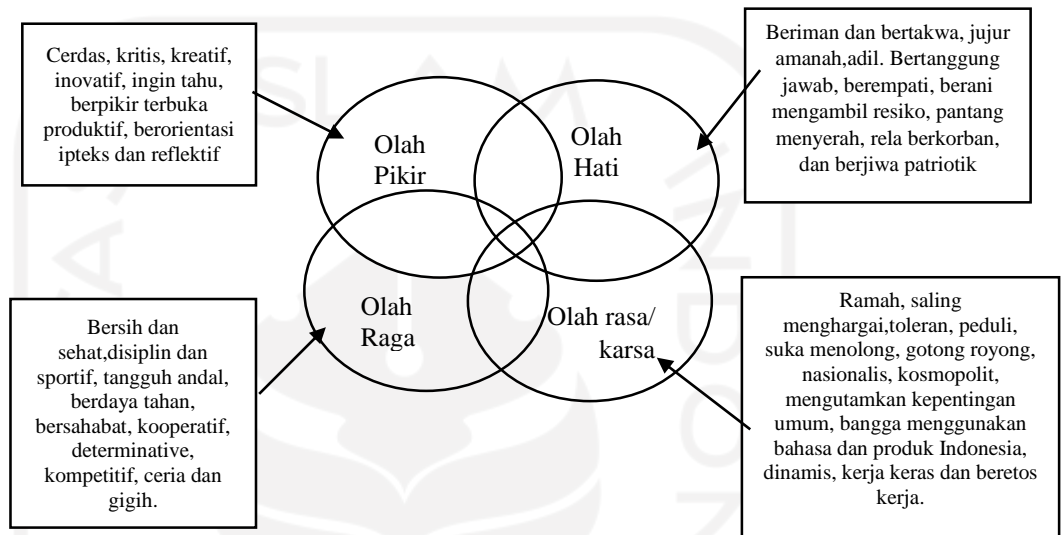 Cerdas, kritis, kreatif,
inovatif, ingin tahu,
berpikir terbuka
produktif, berorientasi
ipteks dan reflektif
Beriman dan bertakwa, jujur
amanah,adil. Bertanggung
jawab, berempati, berani
mengambil resiko, pantang
menyerah, rela berkorban,
dan berjiwa patriotik
Olah
Pikir
Olah
Hati
Olah
Raga
Olah rasa/
karsa
Bersih dan
sehat,disiplin dan
sportif, tangguh andal,
berdaya tahan,
bersahabat, kooperatif,
determinative,
kompetitif, ceria dan
gigih.
Ramah, saling
menghargai,toleran, peduli,
suka menolong, gotong royong,
nasionalis, kosmopolit,
mengutamkan kepentingan
umum, bangga menggunakan
bahasa dan produk Indonesia,
dinamis, kerja keras dan beretos
kerja.